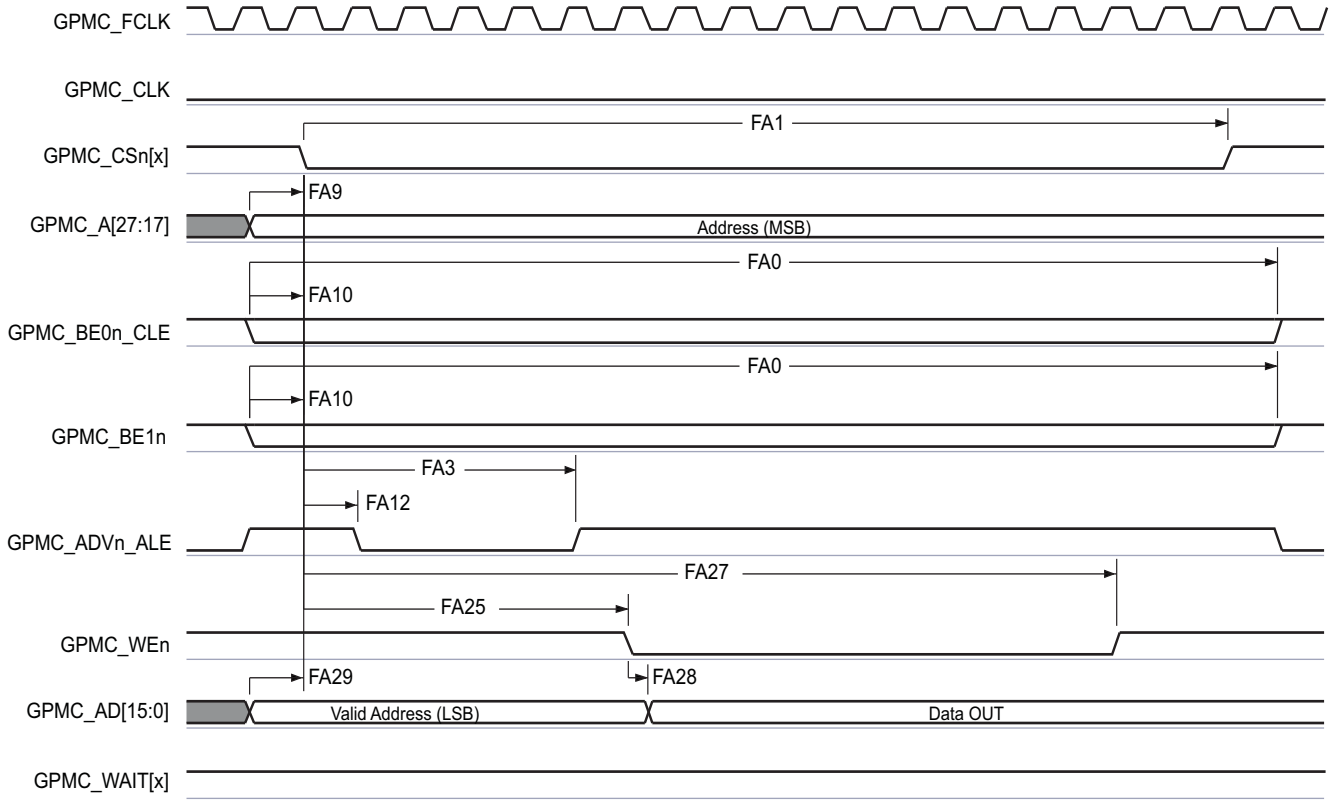 GPMC_FCLK
GPMC_CLK
FA1
GPMC_CSn[x]
FA9
GPMC_A[27:17]
Address (MSB)
FA0
FA10
GPMC_BE0n_CLE
FA0
FA10
GPMC_BE1n
FA3
FA12
GPMC_ADVn_ALE
FA27
FA25
GPMC_WEn
FA29
FA28
GPMC_AD[15:0]
Valid Address (LSB)
Data OUT
GPMC_WAIT[x]